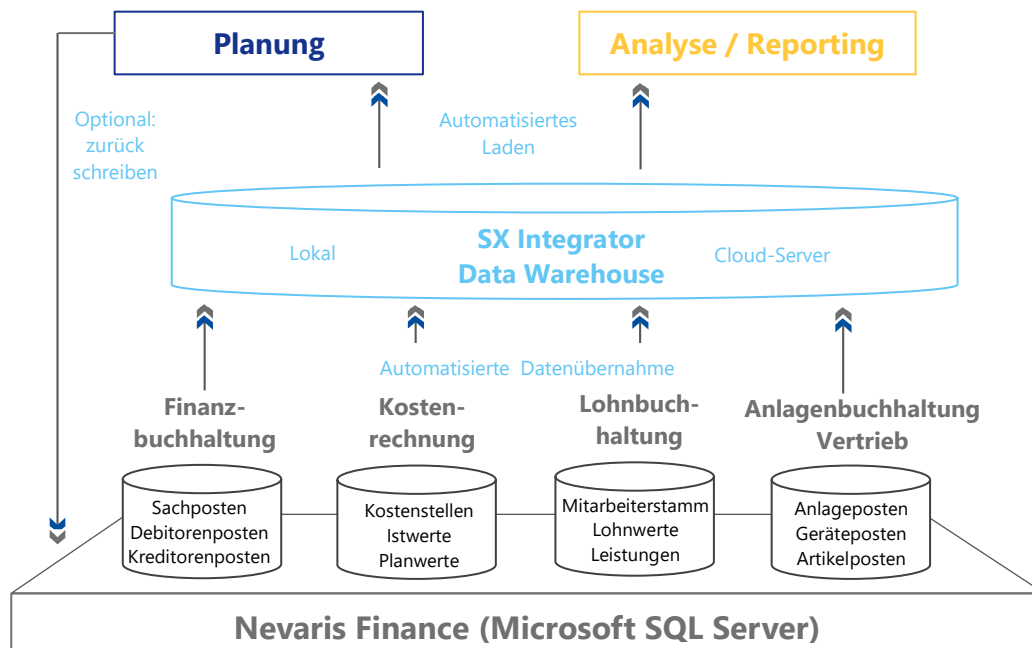 Planung
Analyse / Reporting
Optional:
zurück
schreiben
Automatisiertes
Laden
SX Integrator
Data Warehouse
Lokal
Cloud-Server
Automatisierte Datenübernahme
Finanz-
buchhaltung
Kosten-
rechnung
Lohnbuch-
haltung
Anlagenbuchhaltung
Vertrieb
Sachposten
Debitorenposten
Kreditorenposten
Kostenstellen
Istwerte
Planwerte
Mitarbeiterstamm
Lohnwerte
Leistungen
Anlageposten
Geräteposten
Artikelposten
Nevaris Finance (Microsoft SQL Server)